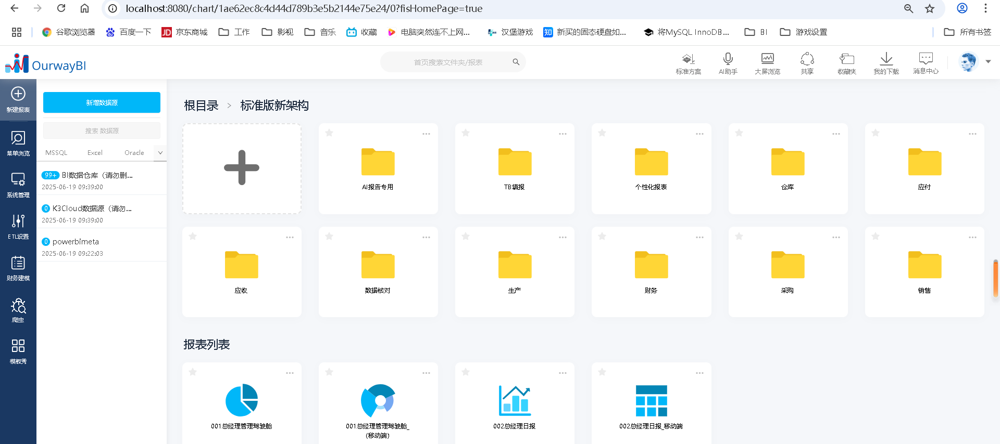 localhost:8080/chart/1ae62ec8c4d44d789b3e5b2144e75e24/0?fisHomePage=true
谷歌浏览器 百度一下 JD 京东商城 工作 影视 音乐 收藏 电脑突然连不上网... 汉堡游戏 知 新买的固态硬盘如... 将MySQL InnoDB... BI 游戏设置 所有书签
OurwayBI
首页搜索文件夹/报表
标准方案 AI助手 大屏浏览 共享 收藏夹 我的下载 消息中心
新建报表
菜单浏览
系统管理
ETL设置
财务建模
爬虫
模板秀
新增数据源
搜索 数据源
MSSQL Excel Oracle
99+ BI数据仓库（请勿删...
2025-06-19 09:39:00
0 K3Cloud数据源（请勿...
2025-06-19 09:39:00
0 powerbimeta
2025-06-19 09:22:03
根目录 > 标准版新架构
AI报告专用 TB填报 个性化报表 仓库 应付
应收 数据核对 生产 财务 采购 销售
报表列表
001总经理管理驾驶舱 001总经理管理驾驶舱_ 002总经理日报 002总经理日报_移动端
(移动端)